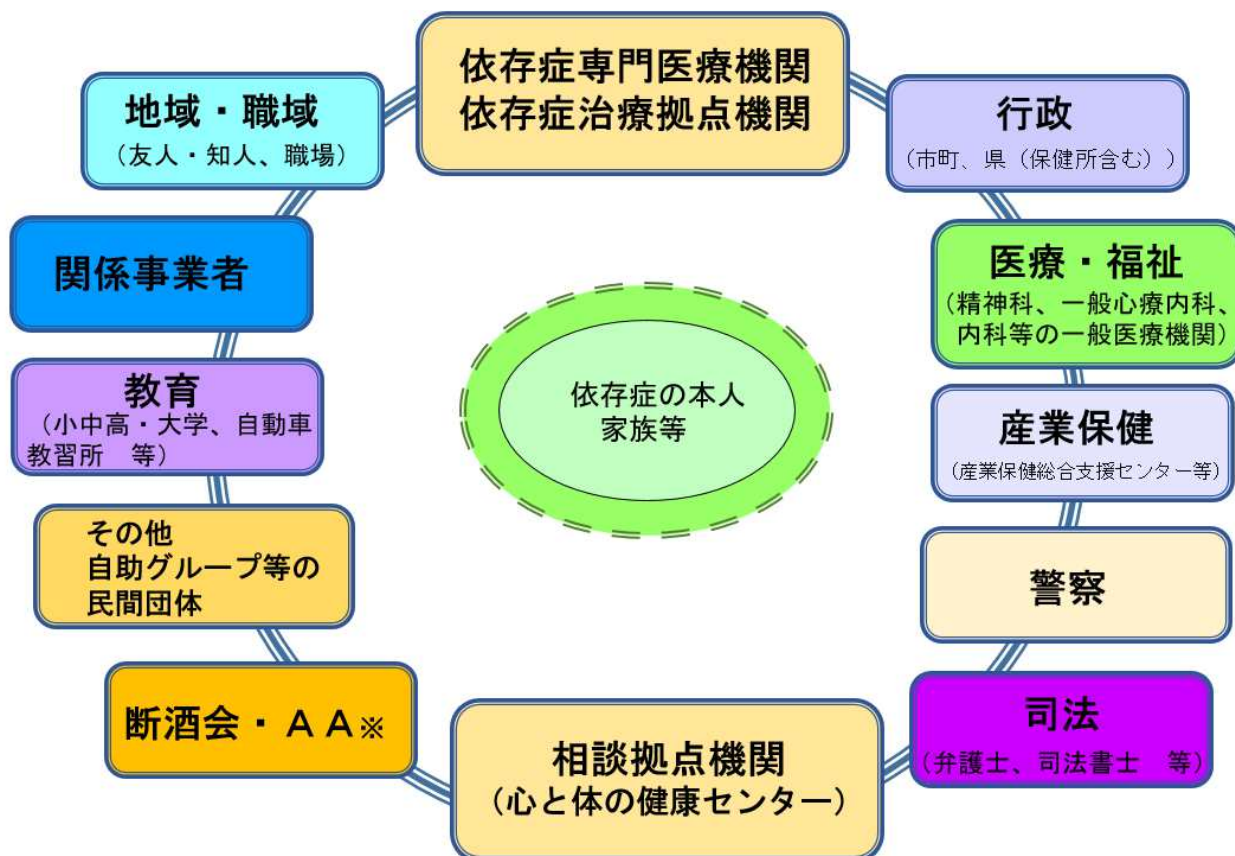 依存症専門医療機関
依存症治療拠点機関
地域・職域
（友人・知人、職場）
行政
（市町、県（保健所含む））
関係事業者
医療・福祉
（精神科、一般心療内科、
内科等の一般医療機関）
依存症の本人
家族等
教育
（小中高・大学、自動車
教習所　等）
産業保健
（産業保健総合支援センター等）
その他
自助グループ等の
民間団体
警察
断酒会・ＡＡ※
相談拠点機関
（心と体の健康センター）
司法
（弁護士、司法書士　等）